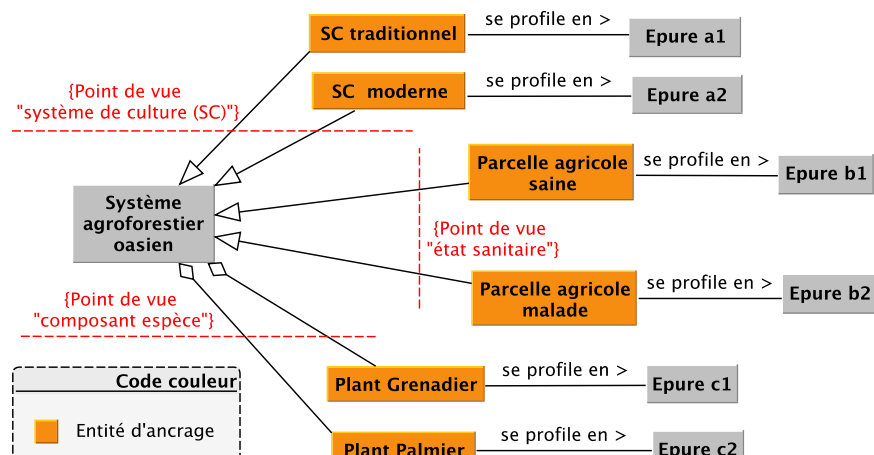 SC traditionnel
se profile en >
Epure a1
SC moderne
se profile en >
Epure a2
{Point de vue
"système de culture (SC)"}
Parcelle agricole
saine
se profile en >
Epure b1
Système
agroforestier
oasien
{Point de vue
"état sanitaire"}
Parcelle agricole
malade
se profile en >
Epure b2
{Point de vue
"composant espèce"}
Plant Grenadier
se profile en >
Epure c1
Plant Palmier
se profile en >
Epure c2
Code couleur
Entité d'ancrage